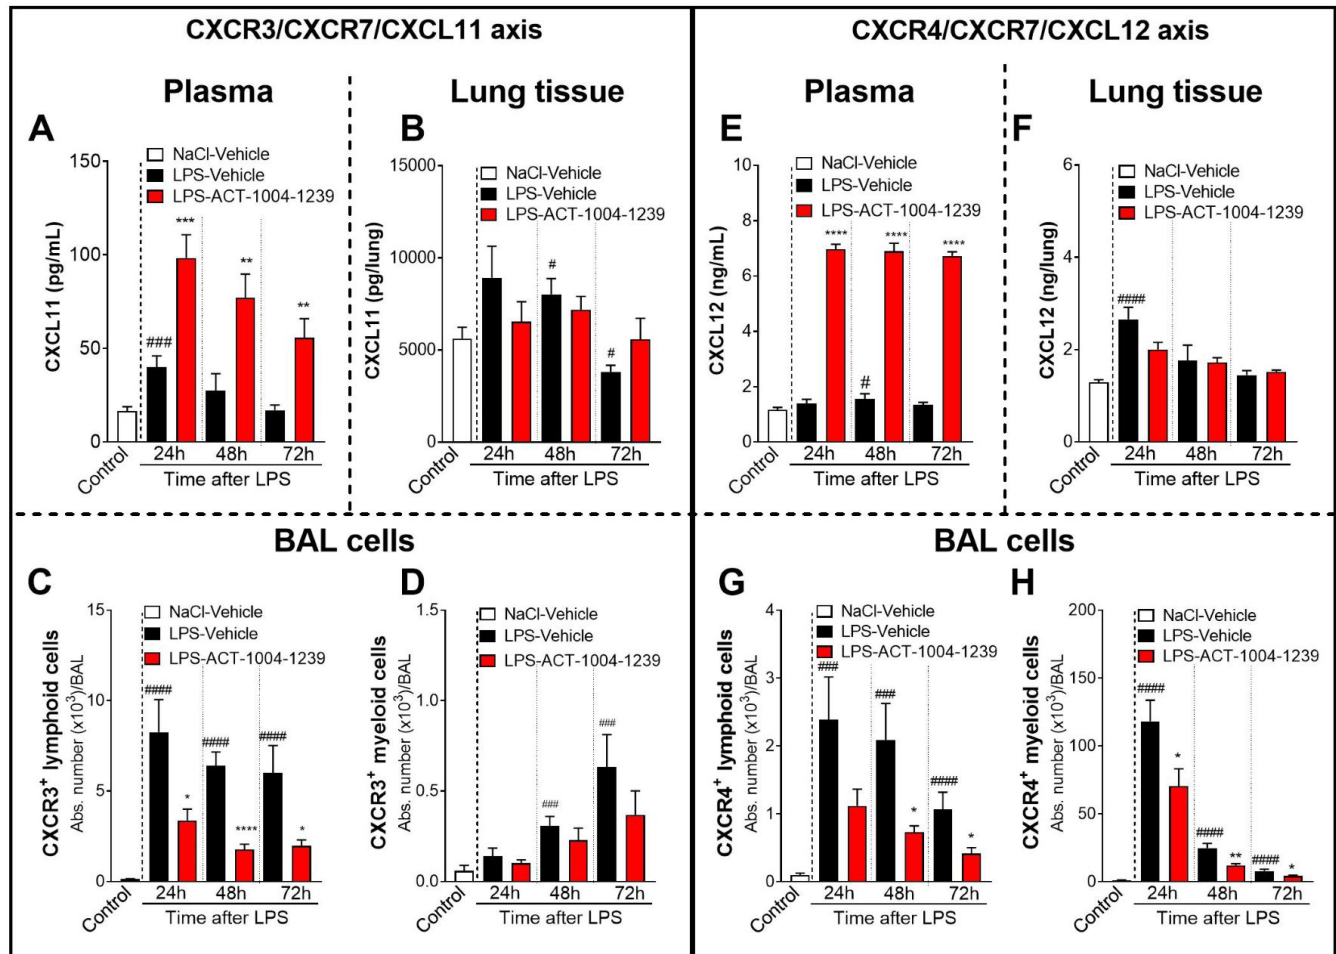 CXCR3/CXCR7/CXCL11 axis
Plasma
Lung tissue
A
CXCL11 (pg/mL)
150
100
50
0
NaCl-Vehicle
LPS-Vehicle
LPS-ACT-1004-1239
###
***
**
**
Control
24h
48h
72h
Time after LPS
B
CXCL11 (pg/lung)
15000
10000
5000
0
NaCl-Vehicle
LPS-Vehicle
LPS-ACT-1004-1239
#
#
Control
24h
48h
72h
Time after LPS
BAL cells
C
CXCR3⁺ lymphoid cells
Abs. number (x10³)/BAL
15
10
5
0
NaCl-Vehicle
LPS-Vehicle
LPS-ACT-1004-1239
####
*
####
****
####
*
Control
24h
48h
72h
Time after LPS
D
CXCR3⁺ myeloid cells
Abs. number (x10³)/BAL
1.5
1.0
0.5
0.0
NaCl-Vehicle
LPS-Vehicle
LPS-ACT-1004-1239
###
###
Control
24h
48h
72h
Time after LPS
CXCR4/CXCR7/CXCL12 axis
Plasma
Lung tissue
E
CXCL12 (ng/mL)
10
8
6
4
2
0
NaCl-Vehicle
LPS-Vehicle
LPS-ACT-1004-1239
****
#
****
****
Control
24h
48h
72h
Time after LPS
F
CXCL12 (ng/lung)
6
4
2
0
NaCl-Vehicle
LPS-Vehicle
LPS-ACT-1004-1239
####
Control
24h
48h
72h
Time after LPS
BAL cells
G
CXCR4⁺ lymphoid cells
Abs. number (x10³)/BAL
4
3
2
1
0
NaCl-Vehicle
LPS-Vehicle
LPS-ACT-1004-1239
###
###
*
####
*
Control
24h
48h
72h
Time after LPS
H
CXCR4⁺ myeloid cells
Abs. number (x10³)/BAL
200
150
100
50
0
NaCl-Vehicle
LPS-Vehicle
LPS-ACT-1004-1239
####
*
####
**
####
*
Control
24h
48h
72h
Time after LPS